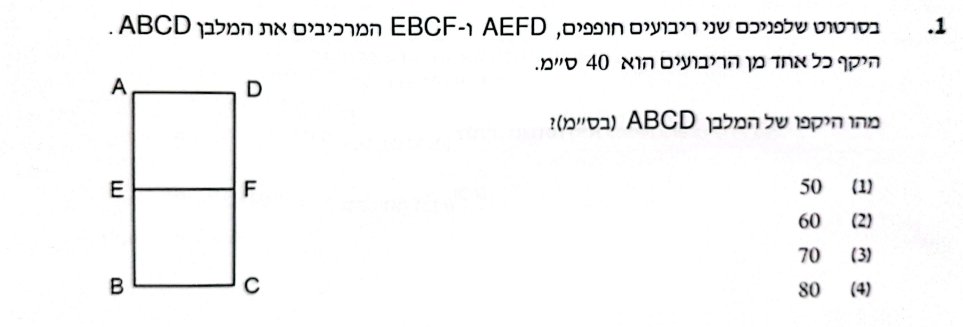 1. בסרטוט שלפניכם שני ריבועים חופפים, AEFD ו-EBCF המרכיבים את המלבן ABCD .
היקף כל אחד מן הריבועים הוא 40 ס"מ.
מהו היקפו של המלבן ABCD (בס"מ)?
(1) 50
(2) 60
(3) 70
(4) 80
A D
E F
B C